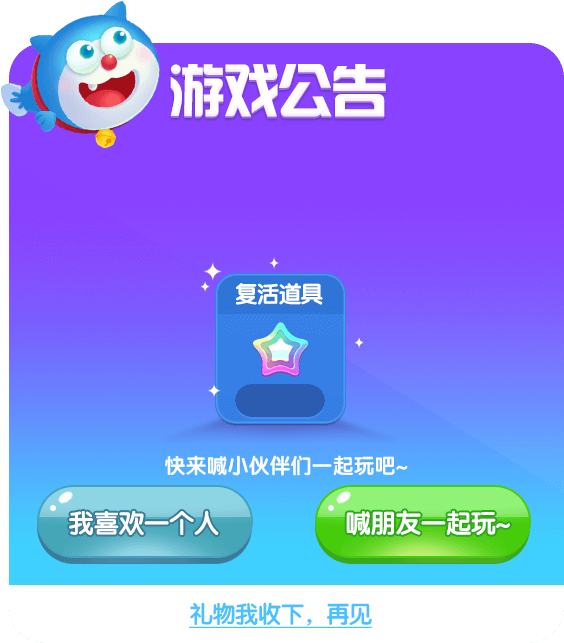 游戏公告
复活道具
快来喊小伙伴们一起玩吧~
我喜欢一个人
喊朋友一起玩~
礼物我收下，再见